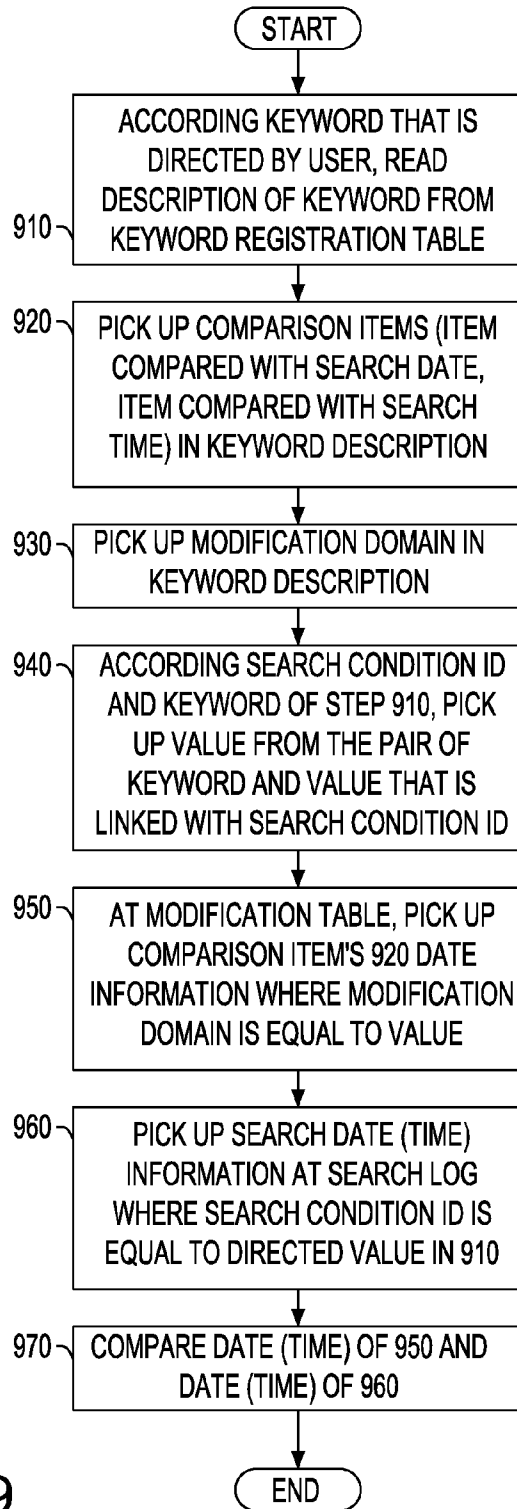 START
ACCORDING KEYWORD THAT IS
DIRECTED BY USER, READ
DESCRIPTION OF KEYWORD FROM
910
KEYWORD REGISTRATION TABLE
920
PICK UP COMPARISON ITEMS (ITEM
COMPARED WITH SEARCH DATE,
ITEM COMPARED WITH SEARCH
TIME) IN KEYWORD DESCRIPTION
930
PICK UP MODIFICATION DOMAIN IN
KEYWORD DESCRIPTION
940
ACCORDING SEARCH CONDITION ID
AND KEYWORD OF STEP 910, PICK
UP VALUE FROM THE PAIR OF
KEYWORD AND VALUE THAT IS
LINKED WITH SEARCH CONDITION ID
950
AT MODIFICATION TABLE, PICK UP
COMPARISON ITEM'S 920 DATE
INFORMATION WHERE MODIFICATION
DOMAIN IS EQUAL TO VALUE
960
PICK UP SEARCH DATE (TIME)
INFORMATION AT SEARCH LOG
WHERE SEARCH CONDITION ID IS
EQUAL TO DIRECTED VALUE IN 910
970
COMPARE DATE (TIME) OF 950 AND
DATE (TIME) OF 960
9
END